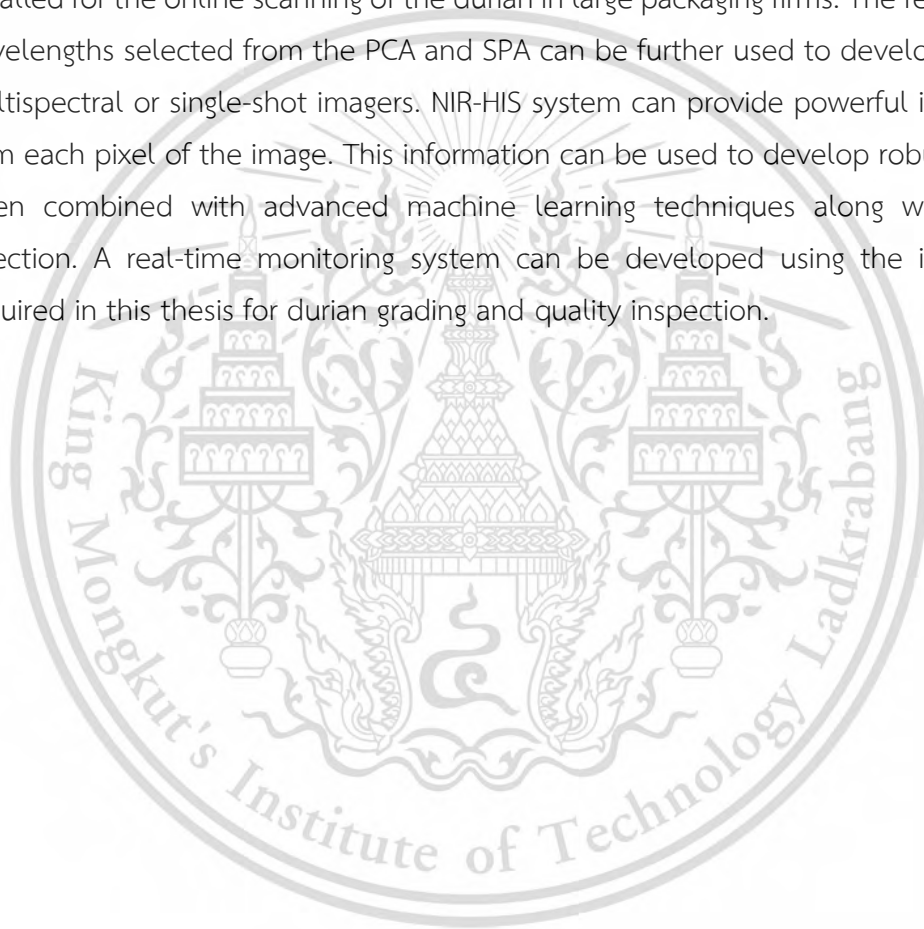 alled for the online scanning of the durian in large packaging firms. The re
velengths selected from the PCA and SPA can be further used to develo
ltispectral or single-shot imagers. NIR-HIS system can provide powerful i
m each pixel of the image. This information can be used to develop robu
en combined with advanced machine learning techniques along w
ection. A real-time monitoring system can be developed using the i
uired in this thesis for durian grading and quality inspection.
King Mongkut's Institute of Technology Ladkrabang